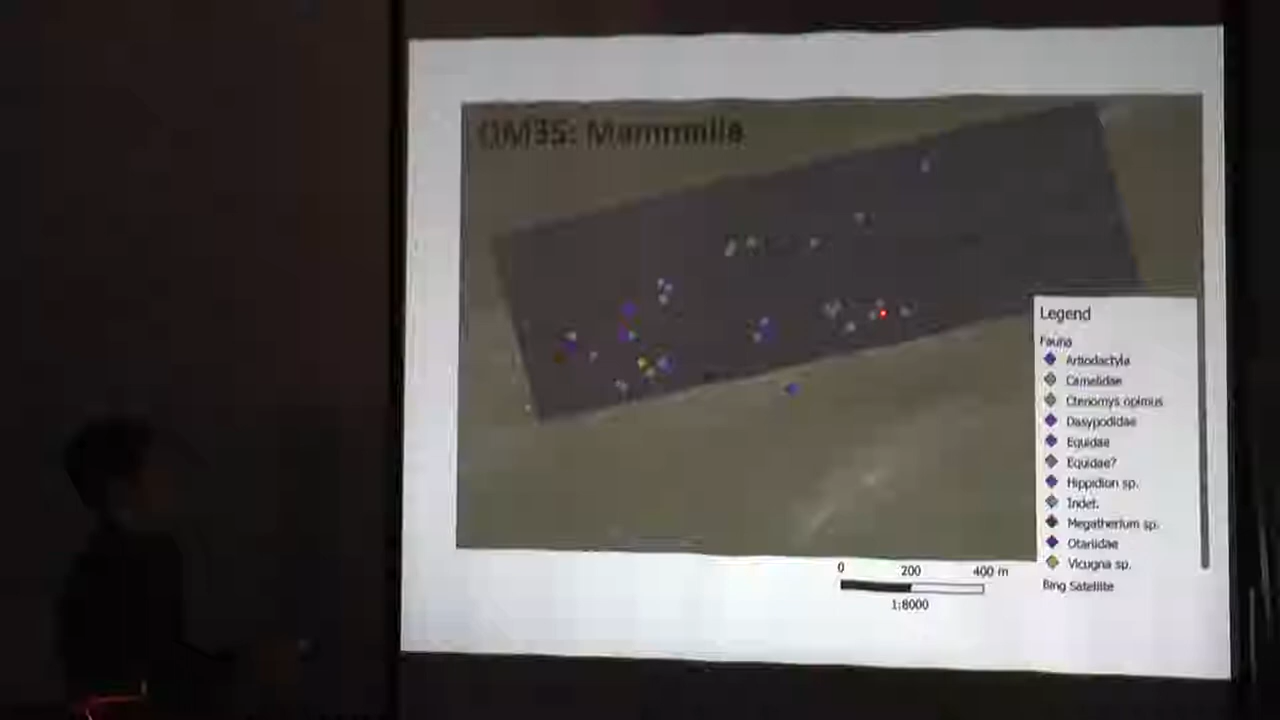 QM35: Mammmila
Legend
Fauna
Artiodactyla
Camelidae
Ctenomys opimus
Dasypodidae
Equidae
Equidae?
Hippidion sp.
Indet.
Megatherium sp.
Otariidae
Vicugna sp.
Bing Satellite
0 200 400 m
1:8000